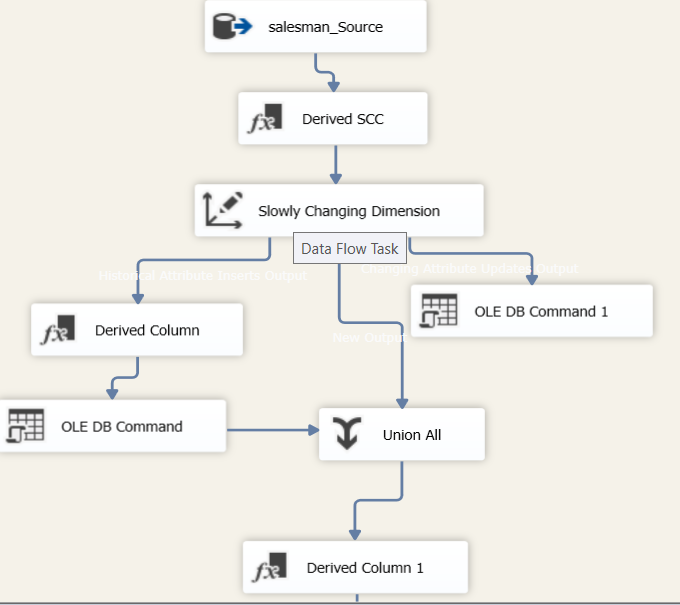 salesman_Source
Derived SCC
Slowly Changing Dimension
Data Flow Task
Historical Attribute Inserts Output
Changing Attribute Updates Output
OLE DB Command 1
Derived Column
New Output
OLE DB Command
Union All
Derived Column 1